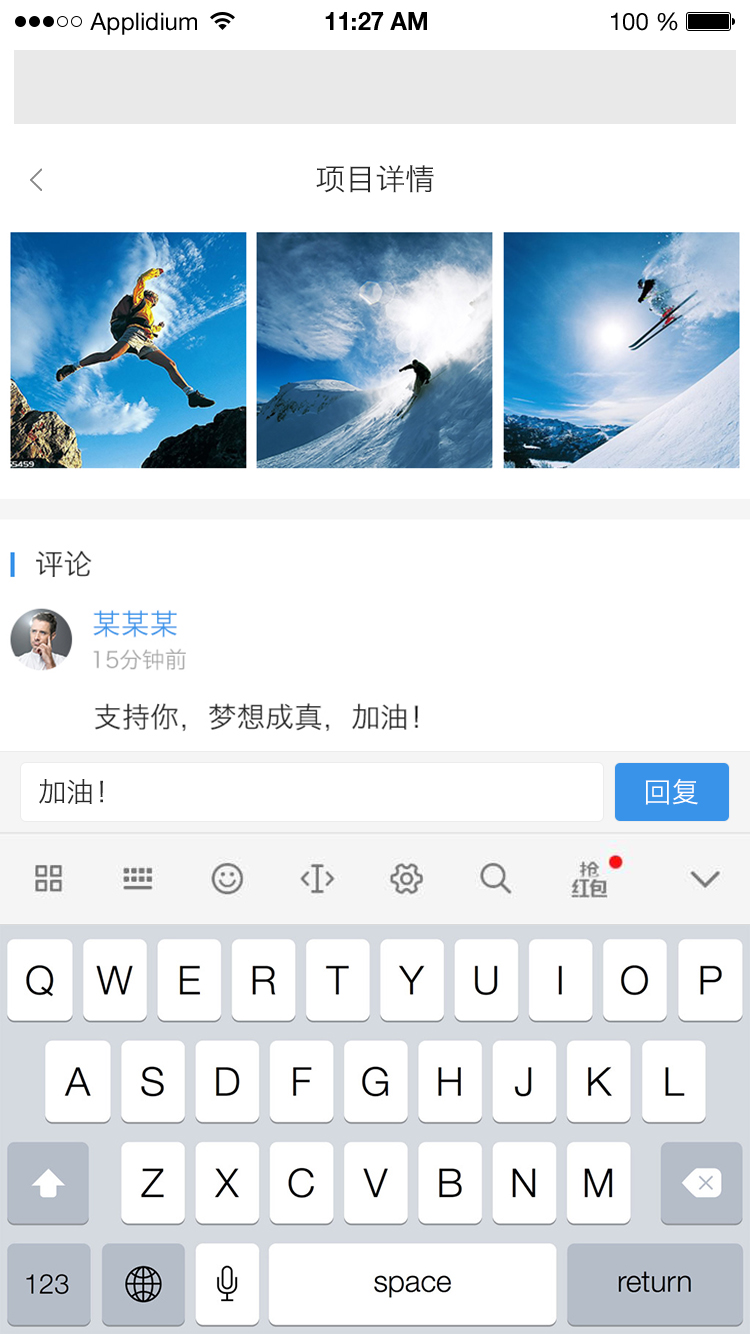 Applidium 11:27 AM 100 %
项目详情
5459
评论
某某某
15分钟前
支持你，梦想成真，加油！
加油！ 回复
抢
红包
Q W E R T Y U I O P
A S D F G H J K L
Z X C V B N M
123 space return